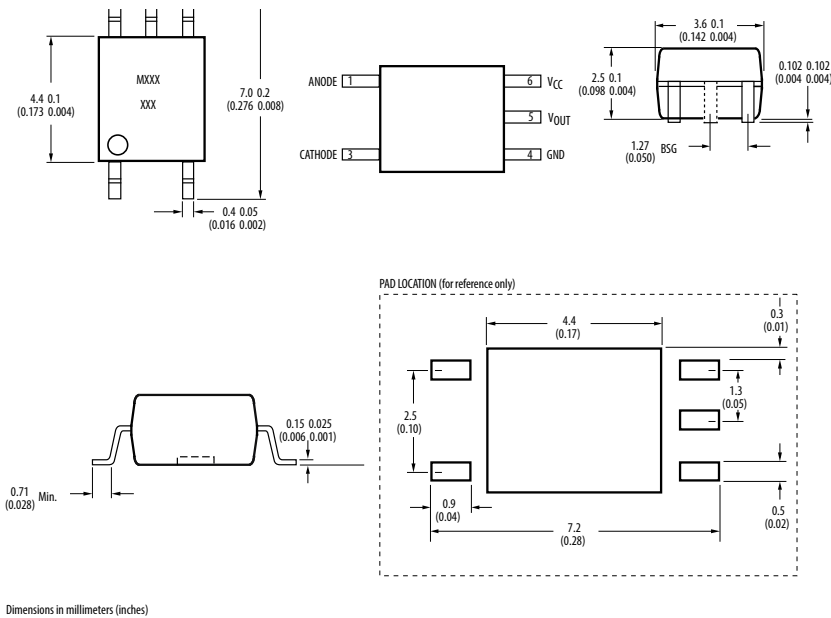 MXXX
XXX
4.4 0.1
(0.173 0.004)
7.0 0.2
(0.276 0.008)
0.4 0.05
(0.016 0.002)
ANODE 1
CATHODE 3
6 VCC
5 VOUT
4 GND
3.6 0.1
(0.142 0.004)
2.5 0.1
(0.098 0.004)
0.102 0.102
(0.004 0.004)
1.27 BSG
(0.050)
0.15 0.025
(0.006 0.001)
0.71 Min.
(0.028)
PAD LOCATION (for reference only)
4.4
(0.17)
0.3
(0.01)
1.3
(0.05)
2.5
(0.10)
0.9
(0.04)
7.2
(0.28)
0.5
(0.02)
Dimensions in millimeters (inches)